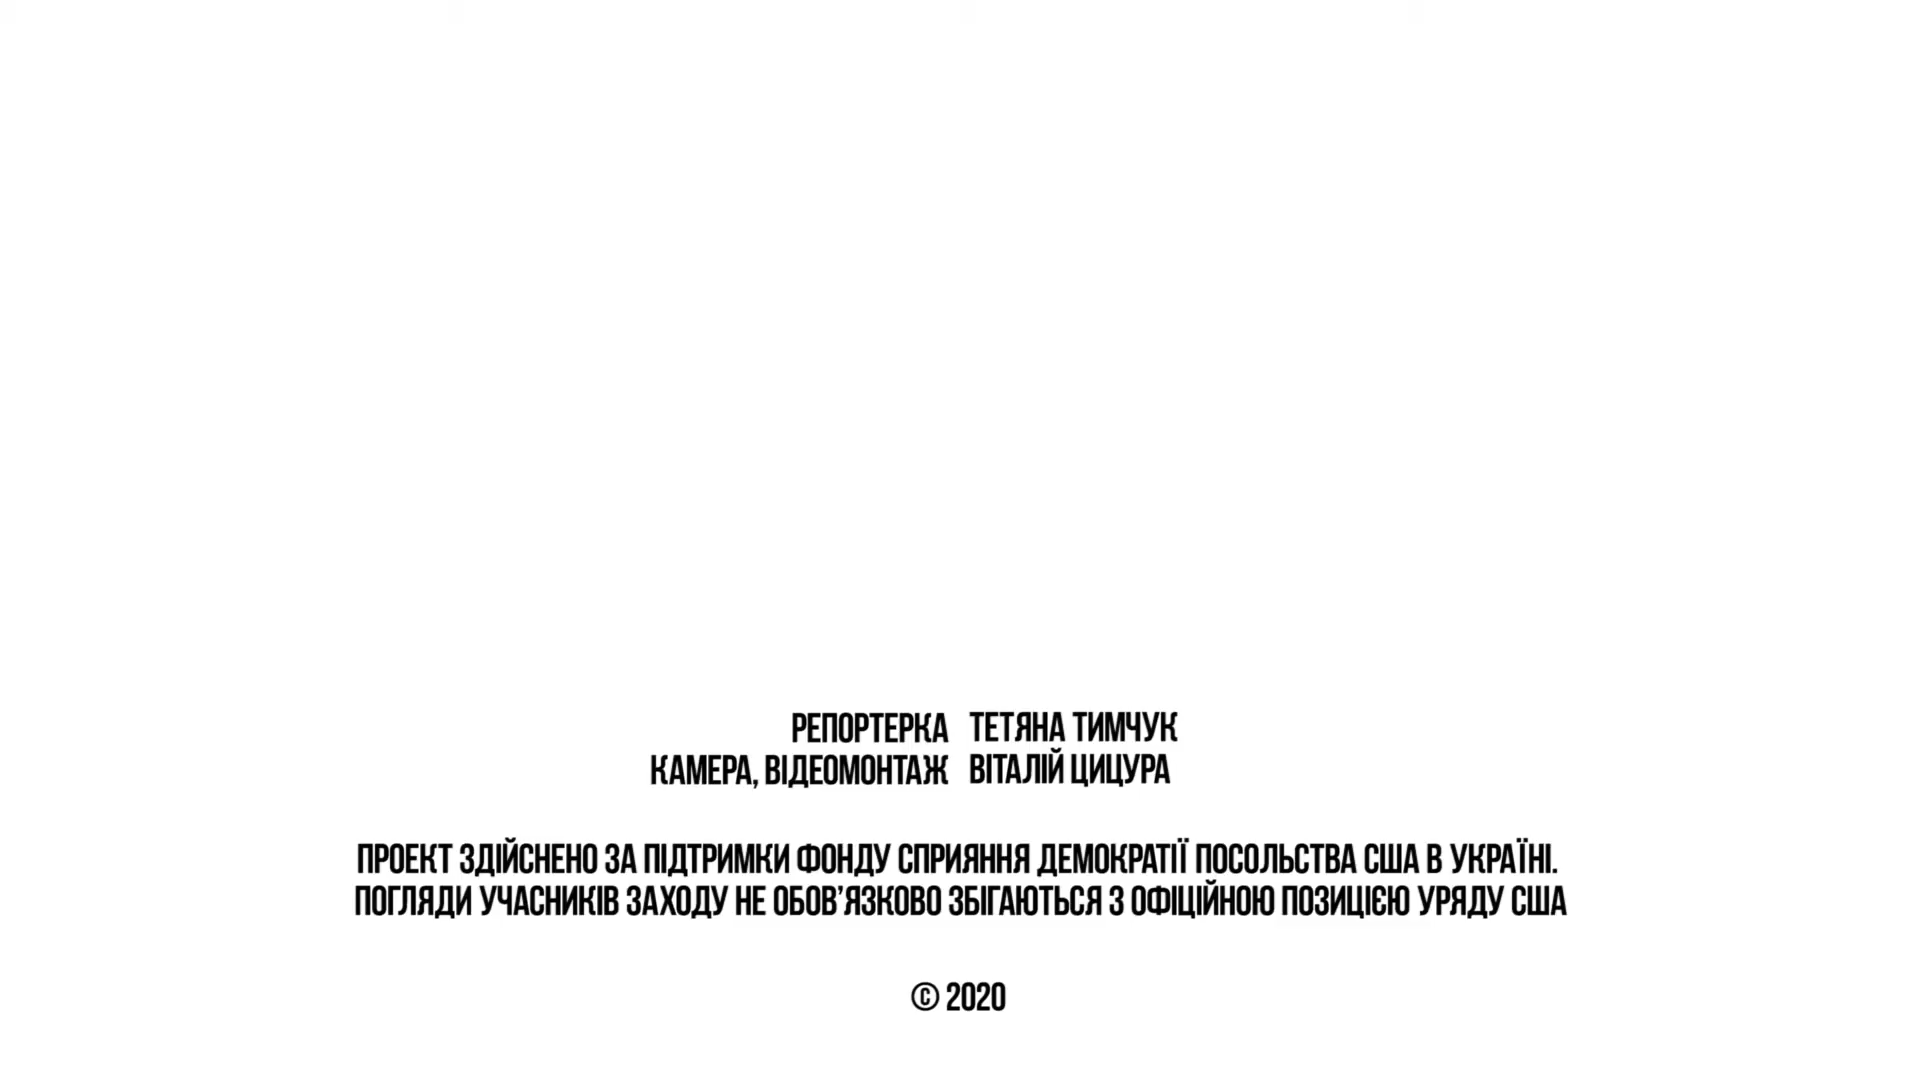 РЕПОРТЕРКА ТЕТЯНА ТИМЧУК
КАМЕРА, ВІДЕОМОНТАЖ ВІТАЛІЙ ЦИЦУРА
ПРОЕКТ ЗДІЙСНЕНО ЗА ПІДТРИМКИ ФОНДУ СПРИЯННЯ ДЕМОКРАТІЇ ПОСОЛЬСТВА США В УКРАЇНІ.
ПОГЛЯДИ УЧАСНИКІВ ЗАХОДУ НЕ ОБОВ’ЯЗКОВО ЗБІГАЮТЬСЯ З ОФІЦІЙНОЮ ПОЗИЦІЄЮ УРЯДУ США
© 2020